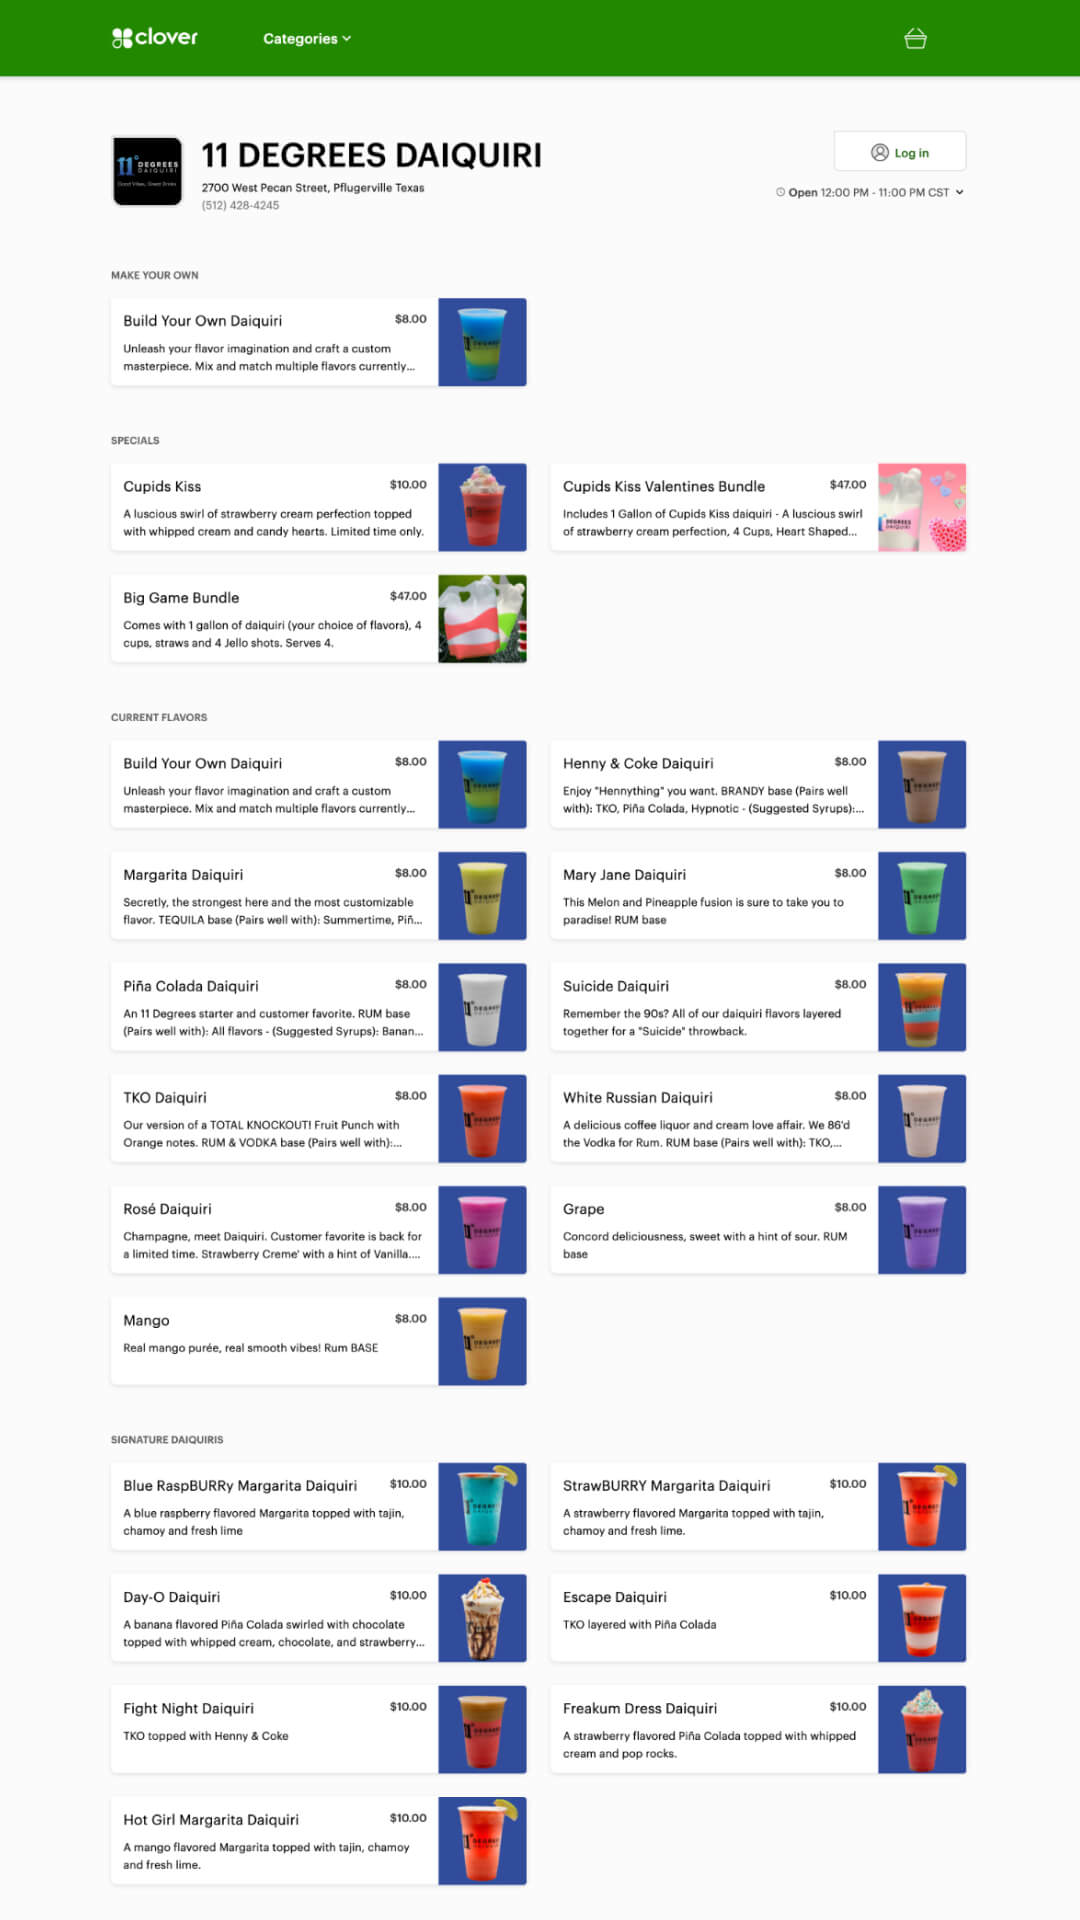 clover
Categories
11 DEGREES DAIQUIRI
11° DEGREES
DAIQUIRI
Good Vibes, Great Drinks
2700 West Pecan Street, Pflugerville Texas
(512) 428-4245
Log in
Open 12:00 PM - 11:00 PM CST
MAKE YOUR OWN
Build Your Own Daiquiri $8.00
Unleash your flavor imagination and craft a custom
masterpiece. Mix and match multiple flavors currently...
SPECIALS
Cupids Kiss $10.00
A luscious swirl of strawberry cream perfection topped
with whipped cream and candy hearts. Limited time only.
Cupids Kiss Valentines Bundle $47.00
Includes 1 Gallon of Cupids Kiss daiquiri - A luscious swirl
of strawberry cream perfection, 4 Cups, Heart Shaped...
DEGREES
DAIQUIRI
Big Game Bundle $47.00
Comes with 1 gallon of daiquiri (your choice of flavors), 4
cups, straws and 4 Jello shots. Serves 4.
CURRENT FLAVORS
Build Your Own Daiquiri $8.00
Unleash your flavor imagination and craft a custom
masterpiece. Mix and match multiple flavors currently...
Henny & Coke Daiquiri $8.00
Enjoy "Hennything" you want. BRANDY base (Pairs well
with): TKO, Piña Colada, Hypnotic - (Suggested Syrups):...
Margarita Daiquiri $8.00
Secretly, the strongest here and the most customizable
flavor. TEQUILA base (Pairs well with): Summertime, Piñ...
Mary Jane Daiquiri $8.00
This Melon and Pineapple fusion is sure to take you to
paradise! RUM base
Piña Colada Daiquiri $8.00
An 11 Degrees starter and customer favorite. RUM base
(Pairs well with): All flavors - (Suggested Syrups): Banan...
Suicide Daiquiri $8.00
Remember the 90s? All of our daiquiri flavors layered
together for a "Suicide" throwback.
TKO Daiquiri $8.00
Our version of a TOTAL KNOCKOUT! Fruit Punch with
Orange notes. RUM & VODKA base (Pairs well with):...
White Russian Daiquiri $8.00
A delicious coffee liquor and cream love affair. We 86'd
the Vodka for Rum. RUM base (Pairs well with): TKO,...
Rosé Daiquiri $8.00
Champagne, meet Daiquiri. Customer favorite is back for
a limited time. Strawberry Creme' with a hint of Vanilla....
Grape $8.00
Concord deliciousness, sweet with a hint of sour. RUM
base
Mango $8.00
Real mango purée, real smooth vibes! Rum BASE
SIGNATURE DAIQUIRIS
Blue RaspBURRy Margarita Daiquiri $10.00
A blue raspberry flavored Margarita topped with tajin,
chamoy and fresh lime
StrawBURRY Margarita Daiquiri $10.00
A strawberry flavored Margarita topped with tajin,
chamoy and fresh lime.
Day-O Daiquiri $10.00
A banana flavored Piña Colada swirled with chocolate
topped with whipped cream, chocolate, and strawberry...
Escape Daiquiri $10.00
TKO layered with Piña Colada
Fight Night Daiquiri $10.00
TKO topped with Henny & Coke
Freakum Dress Daiquiri $10.00
A strawberry flavored Piña Colada topped with whipped
cream and pop rocks.
Hot Girl Margarita Daiquiri $10.00
A mango flavored Margarita topped with tajin, chamoy
and fresh lime.